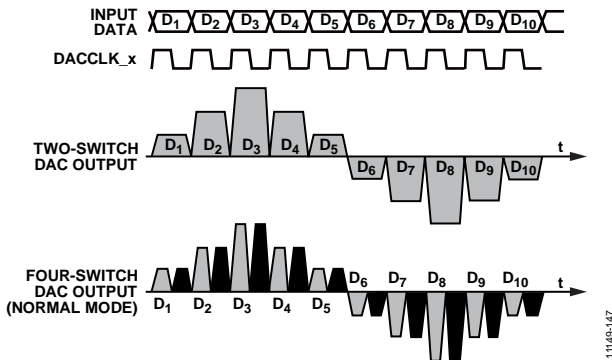 INPUT
DATA
D1 D2 D3 D4 D5 D6 D7 D8 D9 D10
DACCLK_x
TWO-SWITCH
DAC OUTPUT
D1 D2 D3 D4 D5
t
D6 D7 D8 D9 D10
FOUR-SWITCH
DAC OUTPUT
(NORMAL MODE)
D6 D7 D8 D9 D10
t
D1 D2 D3 D4 D5
11149-147